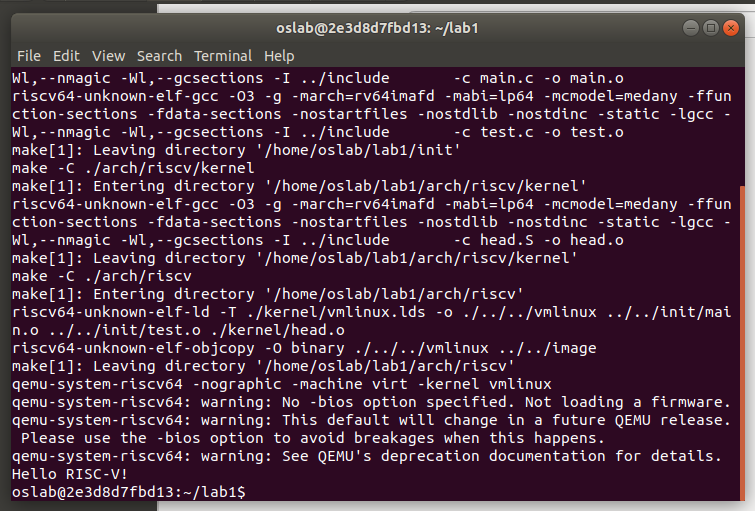 oslab@2e3d8d7fbd13: ~/lab1
File Edit View Search Terminal Help
Wl,--nmagic -Wl,--gcsections -I ../include      -c main.c -o main.o
riscv64-unknown-elf-gcc -O3 -g -march=rv64imafd -mabi=lp64 -mcmodel=medany -ffun
ction-sections -fdata-sections -nostartfiles -nostdlib -nostdinc -static -lgcc -
Wl,--nmagic -Wl,--gcsections -I ../include      -c test.c -o test.o
make[1]: Leaving directory '/home/oslab/lab1/init'
make -C ./arch/riscv/kernel
make[1]: Entering directory '/home/oslab/lab1/arch/riscv/kernel'
riscv64-unknown-elf-gcc -O3 -g -march=rv64imafd -mabi=lp64 -mcmodel=medany -ffun
ction-sections -fdata-sections -nostartfiles -nostdlib -nostdinc -static -lgcc -
Wl,--nmagic -Wl,--gcsections -I ../include      -c head.S -o head.o
make[1]: Leaving directory '/home/oslab/lab1/arch/riscv/kernel'
make -C ./arch/riscv
make[1]: Entering directory '/home/oslab/lab1/arch/riscv'
riscv64-unknown-elf-ld -T ./kernel/vmlinux.lds -o ./../../vmlinux ../../init/mai
n.o ../../init/test.o ./kernel/head.o
riscv64-unknown-elf-objcopy -O binary ./../../vmlinux ../../image
make[1]: Leaving directory '/home/oslab/lab1/arch/riscv'
qemu-system-riscv64 -nographic -machine virt -kernel vmlinux
qemu-system-riscv64: warning: No -bios option specified. Not loading a firmware.
qemu-system-riscv64: warning: This default will change in a future QEMU release.
 Please use the -bios option to avoid breakages when this happens.
qemu-system-riscv64: warning: See QEMU's deprecation documentation for details.
Hello RISC-V!
oslab@2e3d8d7fbd13:~/lab1$